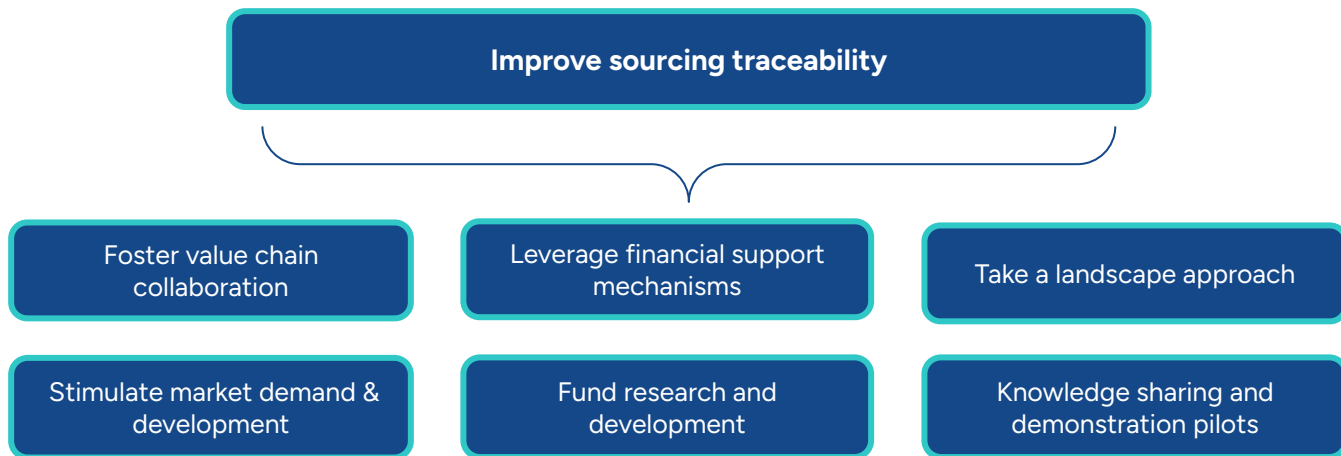 Improve sourcing traceability
Foster value chain
collaboration
Leverage financial support
mechanisms
Take a landscape approach
Stimulate market demand &
development
Fund research and
development
Knowledge sharing and
demonstration pilots